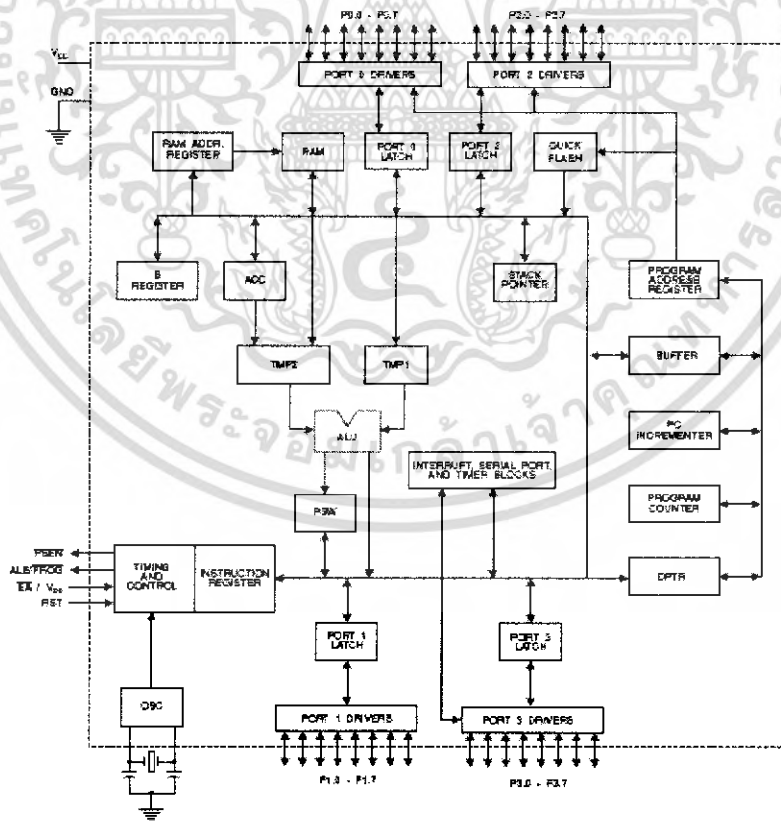 P0.0 - P0.7
P2.0 - P2.7
VCC
GND
PORT 0 DRIVERS
PORT 2 DRIVERS
RAM ADDR.
REGISTER
RAM
PORT 0
LATCH
PORT 2
LATCH
QUICK
FLASH
B
REGISTER
ACC
STACK
POINTER
PROGRAM
ADDRESS
REGISTER
TMP2
TMP1
BUFFER
ALU
PC
INCREMENTER
INTERRUPT, SERIAL PORT,
AND TIMER BLOCKS
PSW
PROGRAM
COUNTER
PSEN
ALE/PROG
EA / VPP
RST
TIMING
AND
CONTROL
INSTRUCTION
REGISTER
DPTR
PORT 1
LATCH
PORT 3
LATCH
OSC
PORT 1 DRIVERS
PORT 3 DRIVERS
P1.0 - P1.7
P3.0 - P3.7